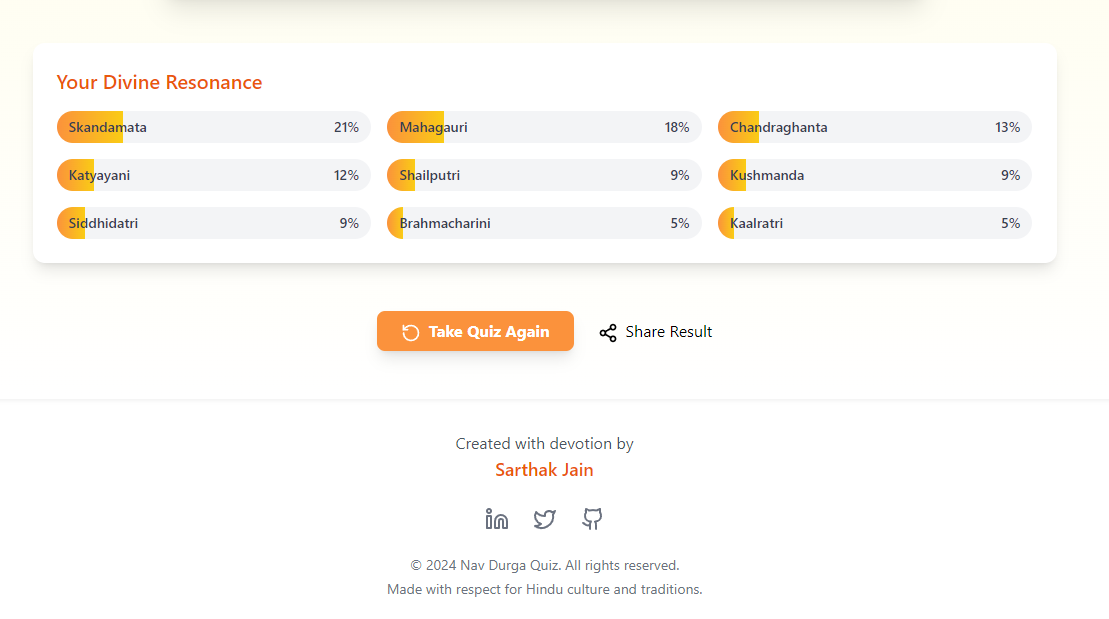 Your Divine Resonance
Skandamata 21% Mahagauri 18% Chandraghanta 13%
Katyayani 12% Shailputri 9% Kushmanda 9%
Siddhidatri 9% Brahmacharini 5% Kaalratri 5%
Take Quiz Again Share Result
Created with devotion by
Sarthak Jain
© 2024 Nav Durga Quiz. All rights reserved.
Made with respect for Hindu culture and traditions.